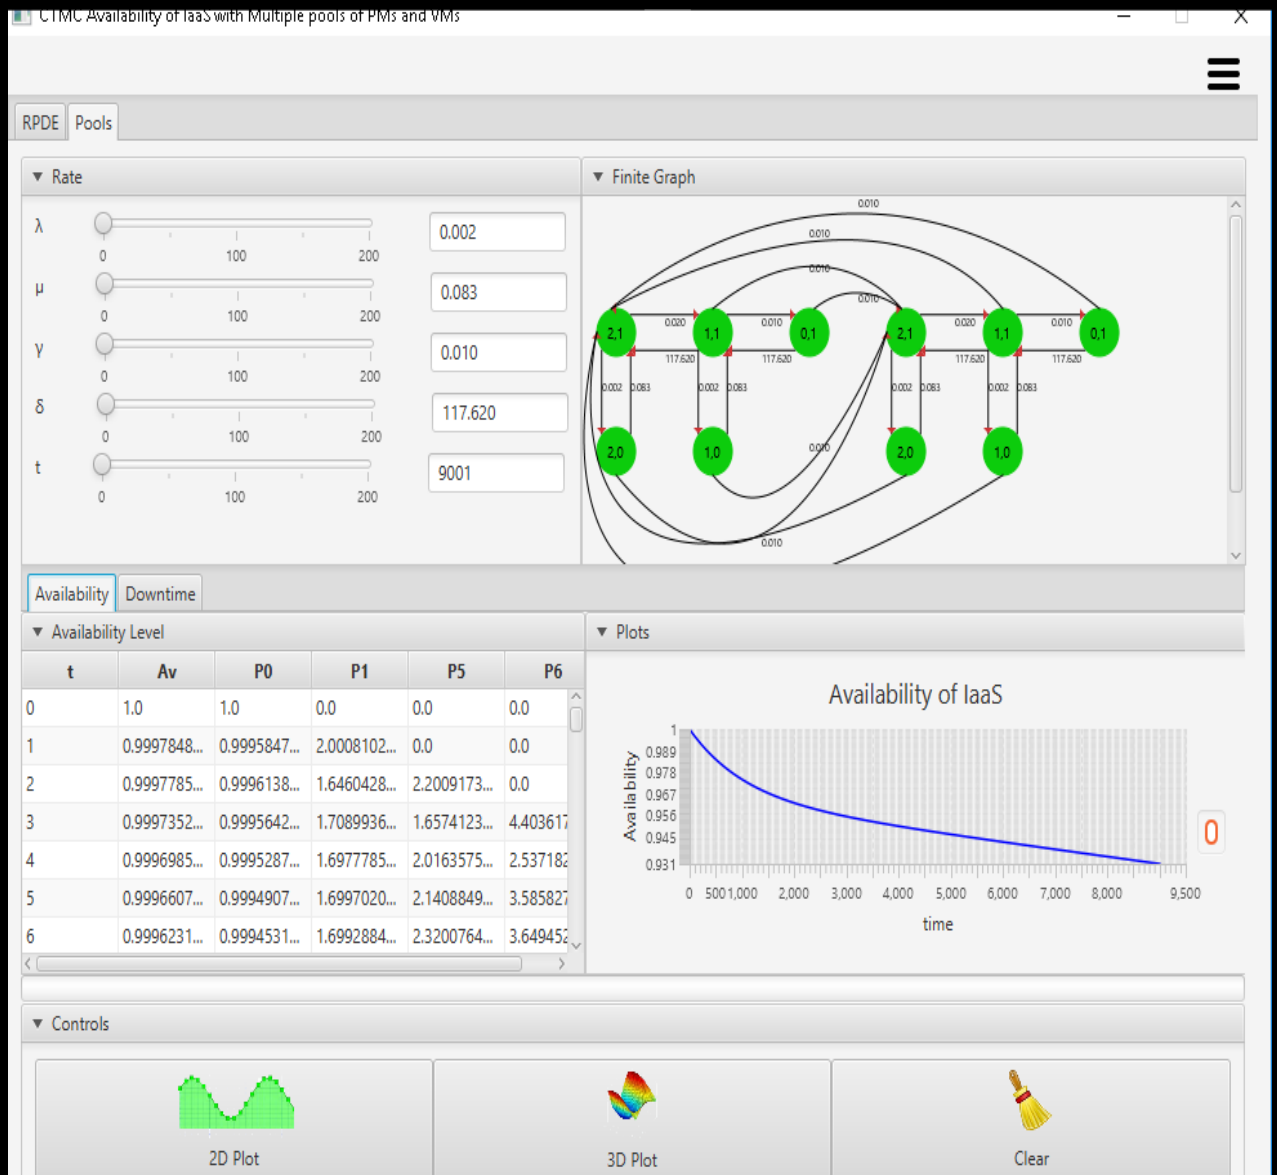 CTMC Availability of IaaS with Multiple pools of PMs and VMs
RPDE Pools
Rate
λ 0 100 200 0.002
μ 0 100 200 0.083
γ 0 100 200 0.010
δ 0 100 200 117.620
t 0 100 200 9001
Finite Graph
0.010
0.010
0.010
0.010
2,1 0.020 1,1 0.010 0,1 2,1 0.020 1,1 0.010 0,1
117.620 117.620 117.620 117.620
0.002 0.083 0.002 0.083 0.002 0.083 0.002 0.083
2,0 1,0 0.010 2,0 1,0
0.010
Availability Downtime
Availability Level
t Av P0 P1 P5 P6
0 1.0 1.0 0.0 0.0 0.0
1 0.9997848... 0.9995847... 2.0008102... 0.0 0.0
2 0.9997785... 0.9996138... 1.6460428... 2.2009173... 0.0
3 0.9997352... 0.9995642... 1.7089936... 1.6574123... 4.403617
4 0.9996985... 0.9995287... 1.6977785... 2.0163575... 2.537182
5 0.9996607... 0.9994907... 1.6997020... 2.1408849... 3.585827
6 0.9996231... 0.9994531... 1.6992884... 2.3200764... 3.649452
Plots
Availability of IaaS
Availability
1
0.989
0.978
0.967
0.956
0.945
0.931
0 500 1,000 2,000 3,000 4,000 5,000 6,000 7,000 8,000 9,500
time
0
Controls
2D Plot 3D Plot Clear